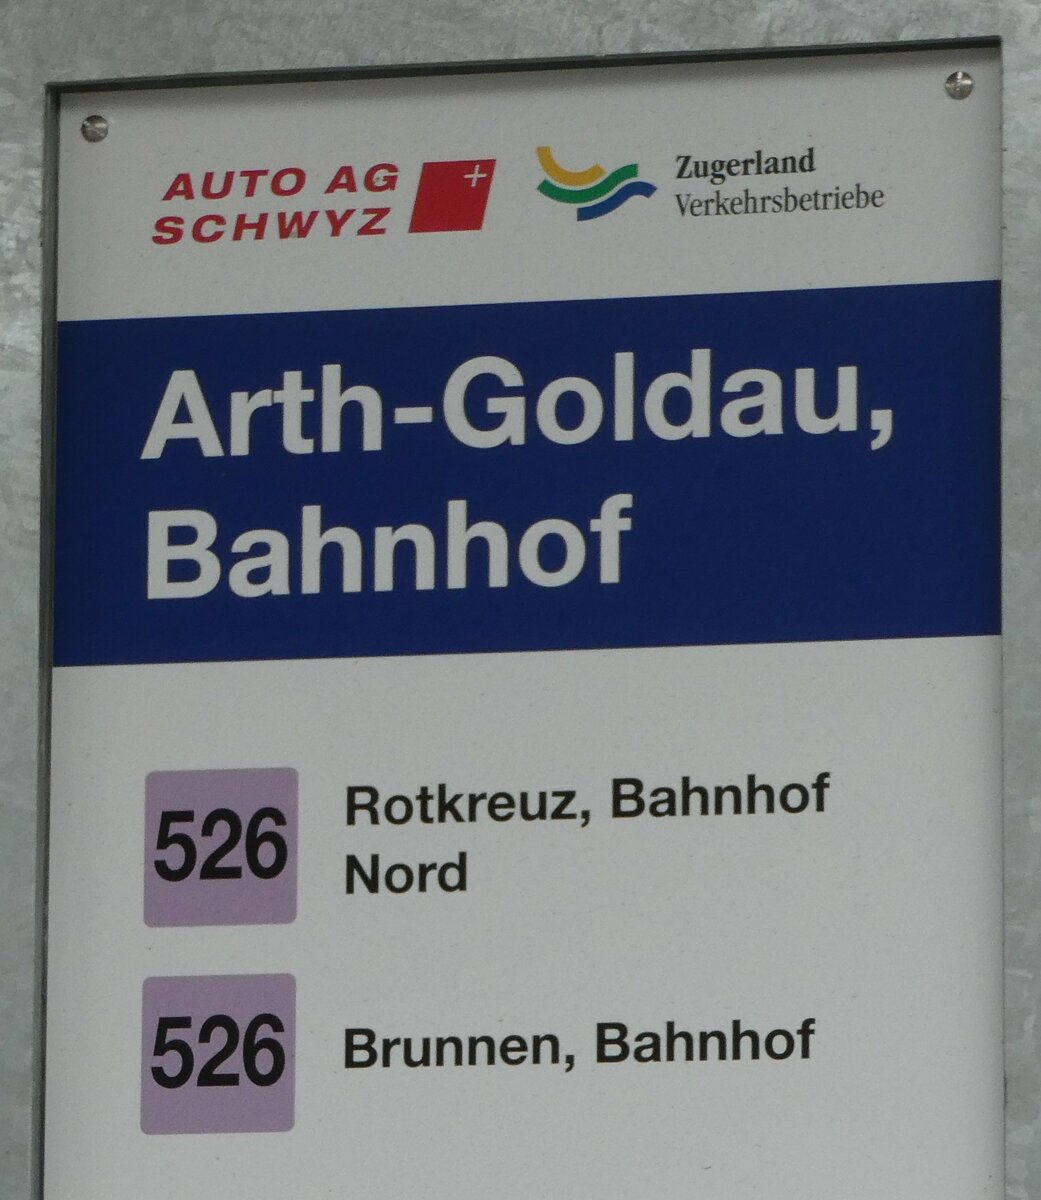 AUTO AG
SCHWYZ
Zugerland
Verkehrsbetriebe
Arth-Goldau,
Bahnhof
526
Rotkreuz, Bahnhof
Nord
526
Brunnen, Bahnhof